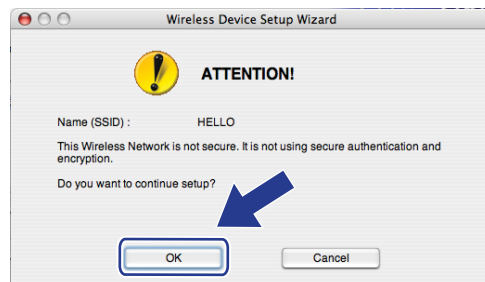 Wireless Device Setup Wizard
ATTENTION!
Name (SSID) : HELLO
This Wireless Network is not secure. It is not using secure authentication and
encryption.
Do you want to continue setup?
OK Cancel